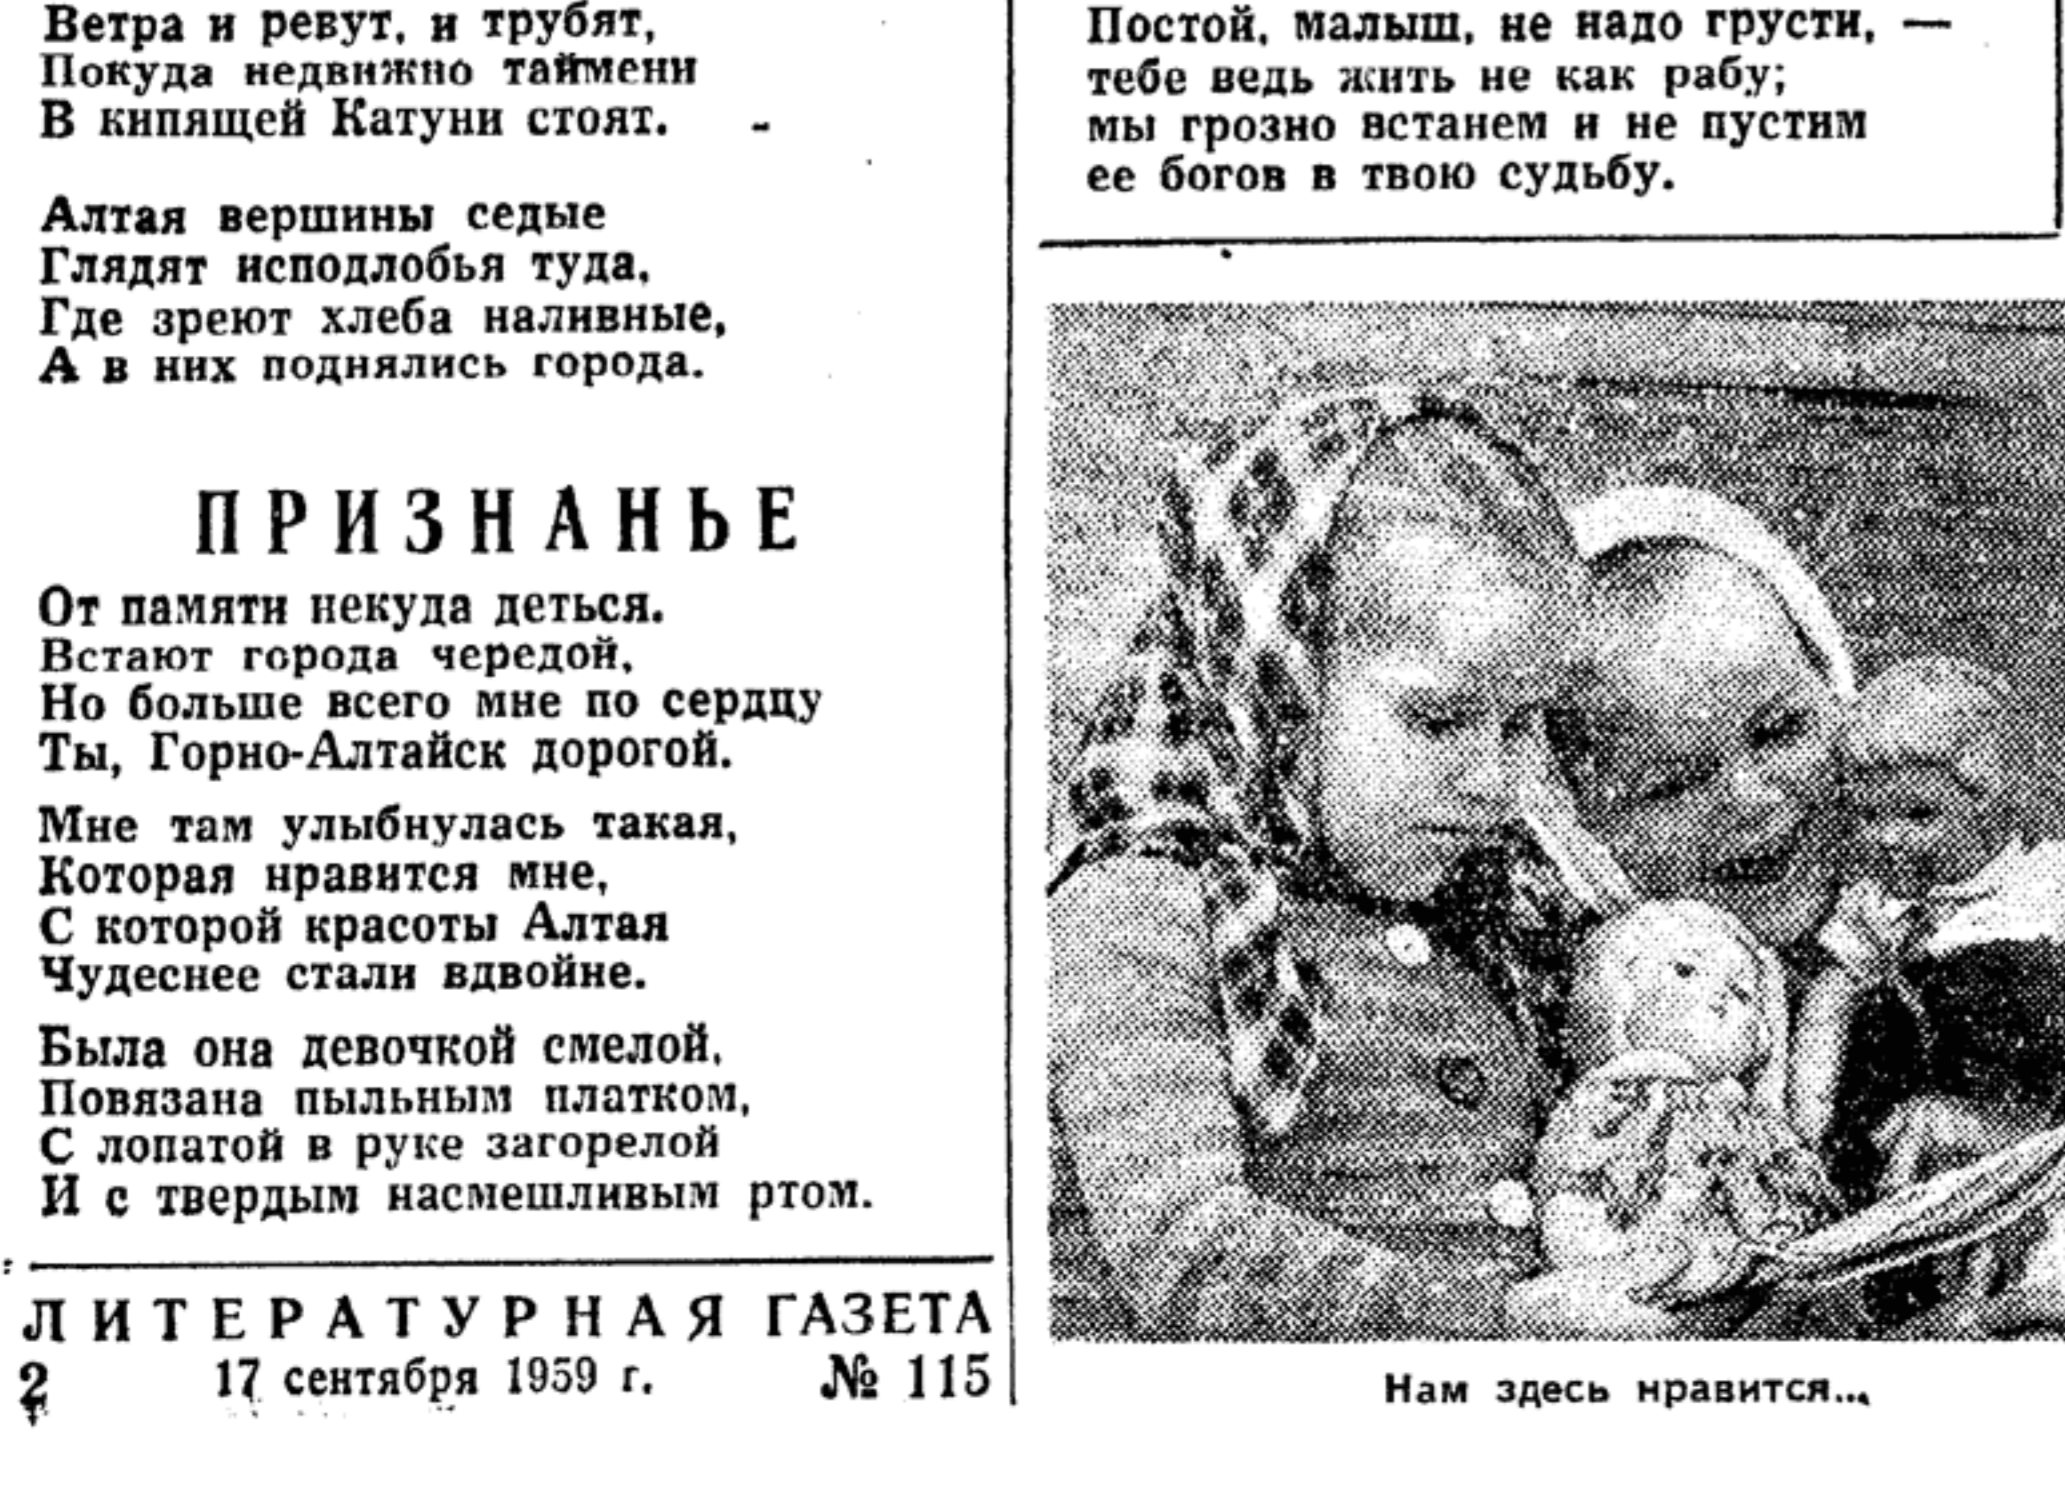 Ветра и ревут, и трубят,
Покуда недвижно таймени
В кипящей Катуни стоят.
Алтая вершины седые
Глядят исподлобья туда,
Где зреют хлеба наливные,
А в них поднялись города.
ПРИЗНАНЬЕ
От памяти некуда деться.
Встают города чередой,
Но больше всего мне по сердцу
Ты, Горно-Алтайск дорогой.
Мне там улыбнулась такая,
Которая нравится мне,
С которой красоты Алтая
Чудеснее стали вдвойне.
Была она девочкой смелой,
Повязана пыльным платком,
С лопатой в руке загорелой
И с твердым насмешливым ртом.
ЛИТЕРАТУРНАЯ ГАЗЕТА
2 17 сентября 1959 г. № 115
Постой, малыш, не надо грусти, —
тебе ведь жить не как рабу;
мы грозно встанем и не пустим
ее богов в твою судьбу.
Нам здесь нравится...